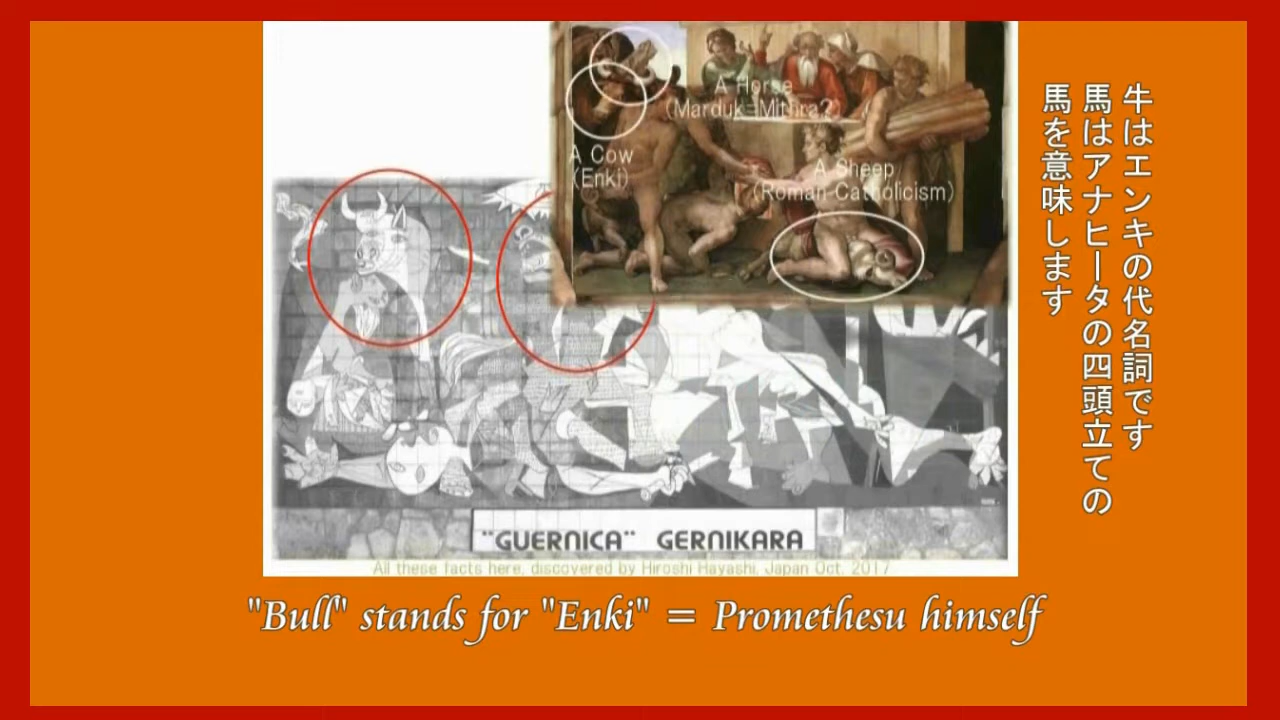 A Horse
(Marduk=Mithra?)
A Cow
(Enki)
A Sheep
(Roman Catholicism)
牛はエンキの代名詞です
馬はアナヒータの四頭立ての
馬を意味します
"GUERNICA" GERNIKARA
All these facts here, discovered by Hiroshi Hayashi, Japan Oct. 2017
"Bull" stands for "Enki" = Promethesu himself